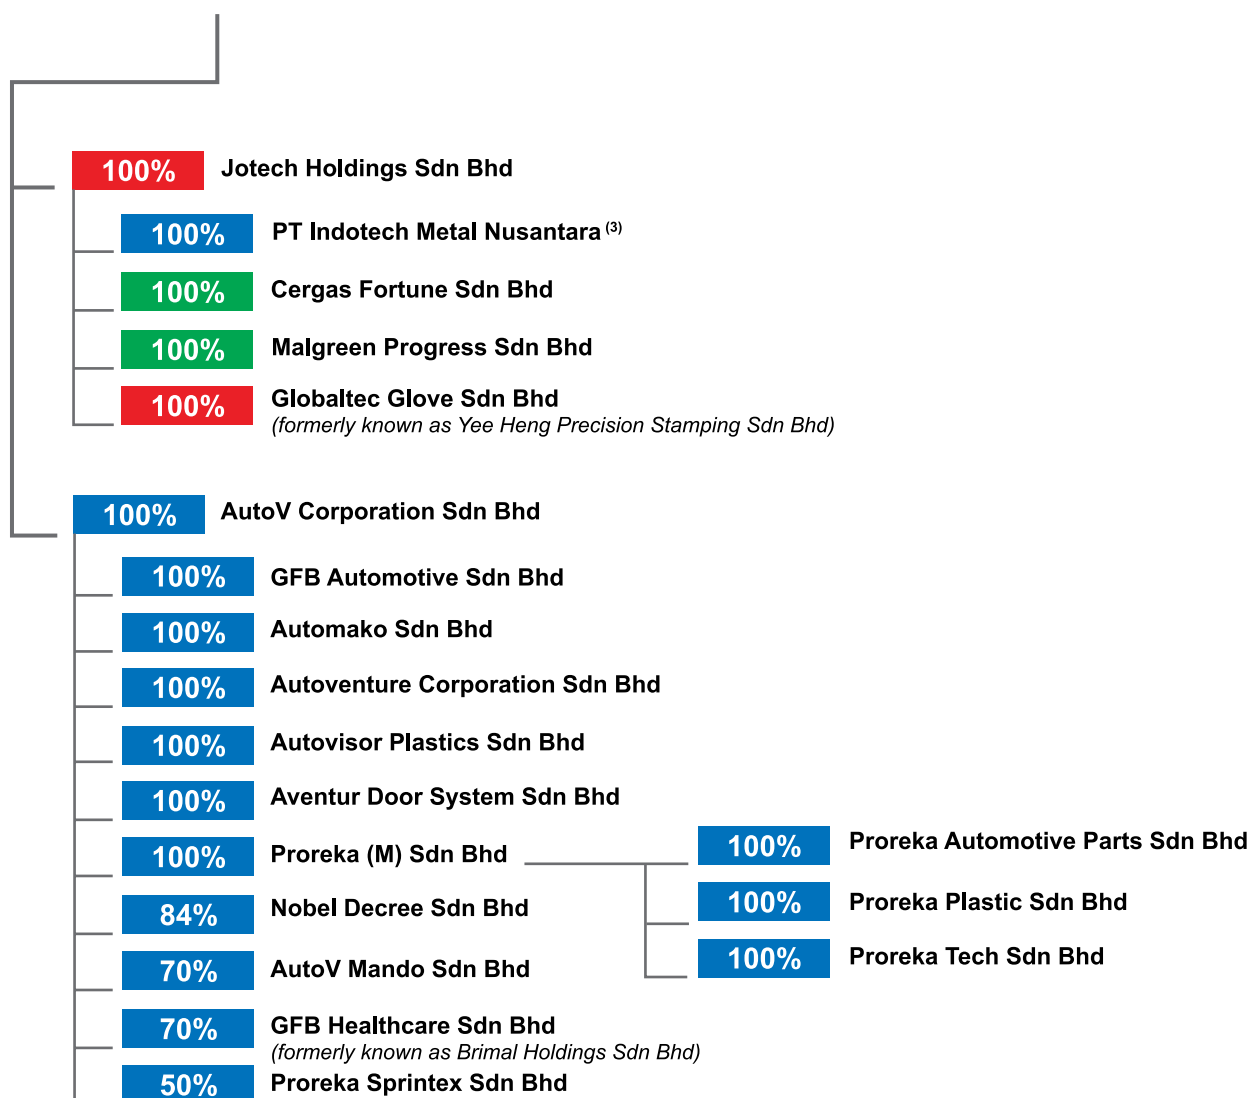 100% Jotech Holdings Sdn Bhd
100% PT Indotech Metal Nusantara (3)
100% Cergas Fortune Sdn Bhd
100% Malgreen Progress Sdn Bhd
100% Globaltec Glove Sdn Bhd
(formerly known as Yee Heng Precision Stamping Sdn Bhd)
100% AutoV Corporation Sdn Bhd
100% GFB Automotive Sdn Bhd
100% Automako Sdn Bhd
100% Autoventure Corporation Sdn Bhd
100% Autovisor Plastics Sdn Bhd
100% Aventur Door System Sdn Bhd
100% Proreka (M) Sdn Bhd
100% Proreka Automotive Parts Sdn Bhd
100% Proreka Plastic Sdn Bhd
100% Proreka Tech Sdn Bhd
84% Nobel Decree Sdn Bhd
70% AutoV Mando Sdn Bhd
70% GFB Healthcare Sdn Bhd
(formerly known as Brimal Holdings Sdn Bhd)
50% Proreka Sprintex Sdn Bhd